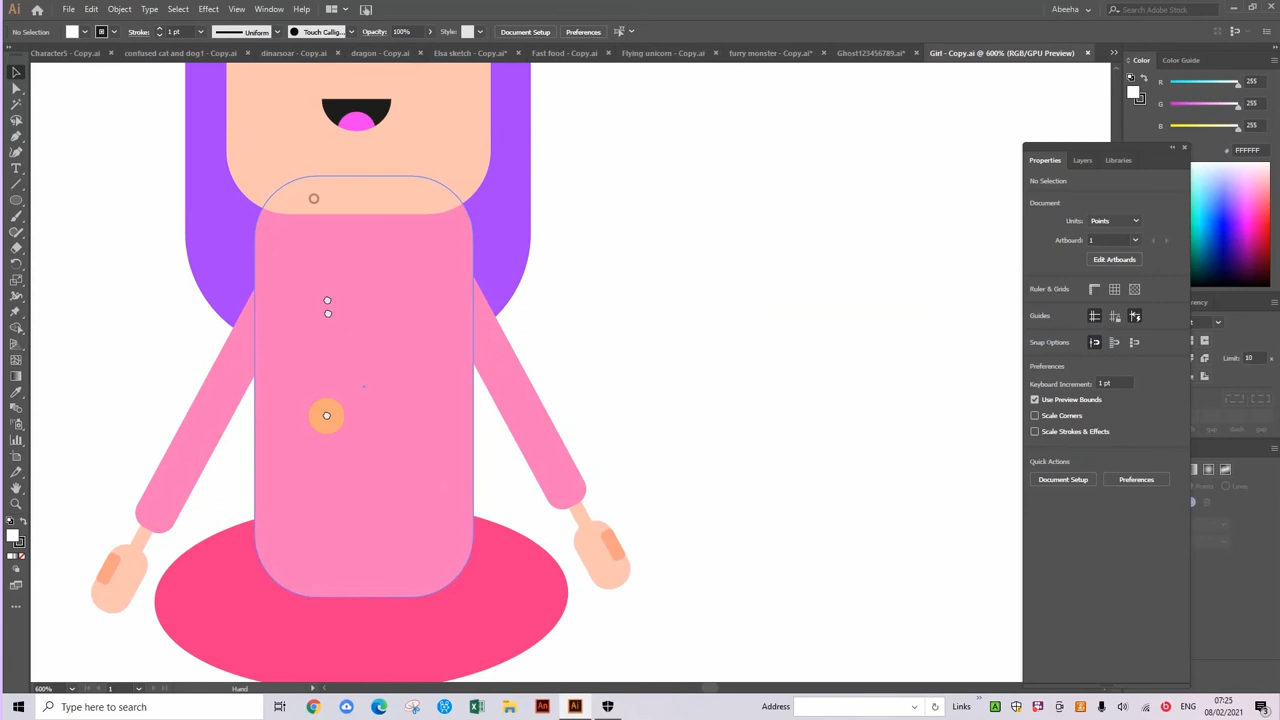 Ai File Edit Object Type Select Effect View Window Help Abeeha Search Adobe Stock
No Selection Stroke: 1 pt Uniform Touch Callig... Opacity: 100% Style: Document Setup Preferences
Character5 - Copy.ai confused cat and dog1 - Copy.ai dinarsoar - Copy.ai dragon - Copy.ai Elsa sketch - Copy.ai* Fast food - Copy.ai Flying unicorn - Copy.ai furry monster - Copy.ai* Ghost123456789.ai* Girl - Copy.ai @ 600% (RGB/GPU Preview)
Color Color Guide
R 255
G 255
B 255
# FFFFFF
Properties Layers Libraries
No Selection
Document
Units: Points
Artboard: 1
Edit Artboards
Ruler & Grids
Guides
Snap Options
Limit: 10
Preferences
Keyboard Increment: 1 pt
Use Preview Bounds
Scale Corners
Scale Strokes & Effects
Quick Actions
Document Setup Preferences
600% 1 Hand
Type here to search Address Links 07:25
08/02/2021